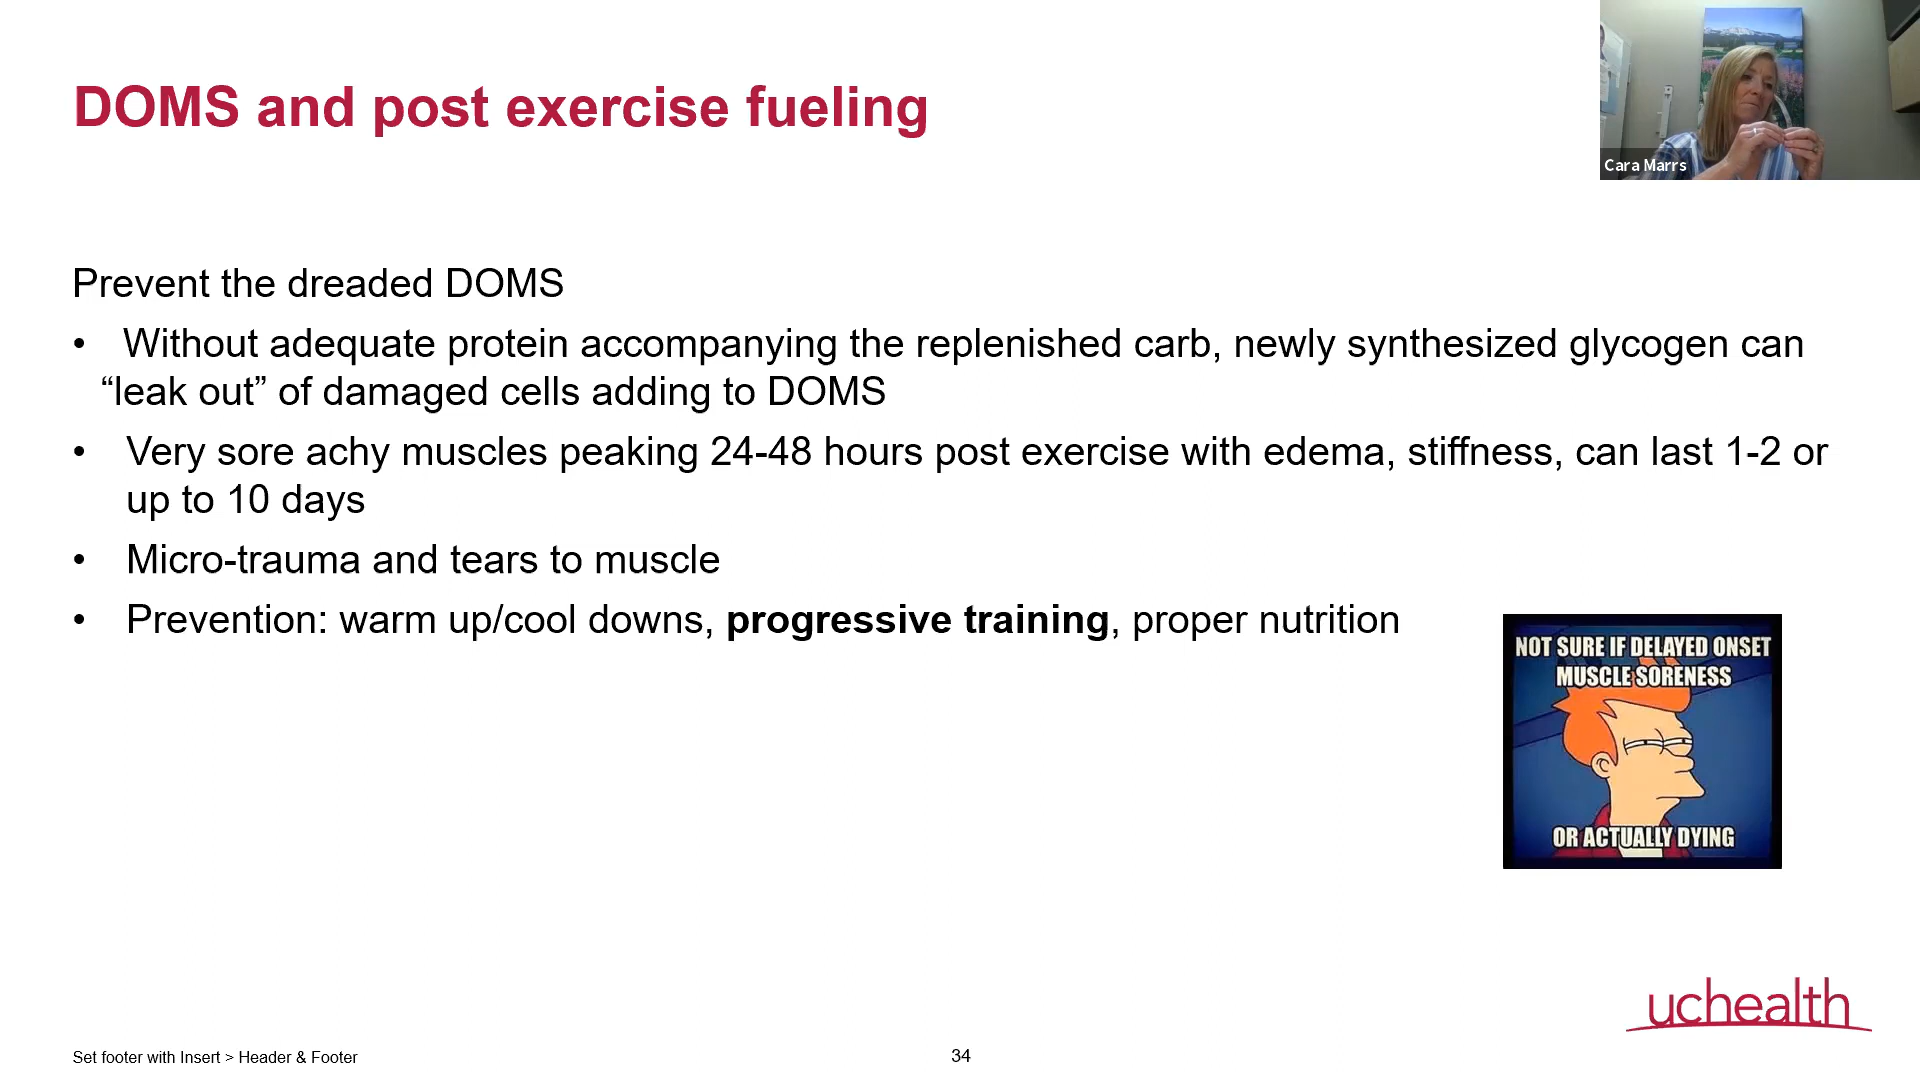 DOMS and post exercise fueling
Cara Marrs
Prevent the dreaded DOMS
• Without adequate protein accompanying the replenished carb, newly synthesized glycogen can
“leak out” of damaged cells adding to DOMS
• Very sore achy muscles peaking 24-48 hours post exercise with edema, stiffness, can last 1-2 or
up to 10 days
• Micro-trauma and tears to muscle
• Prevention: warm up/cool downs, progressive training, proper nutrition
NOT SURE IF DELAYED ONSET
MUSCLE SORENESS
OR ACTUALLY DYING
uchealth
Set footer with Insert > Header & Footer
34